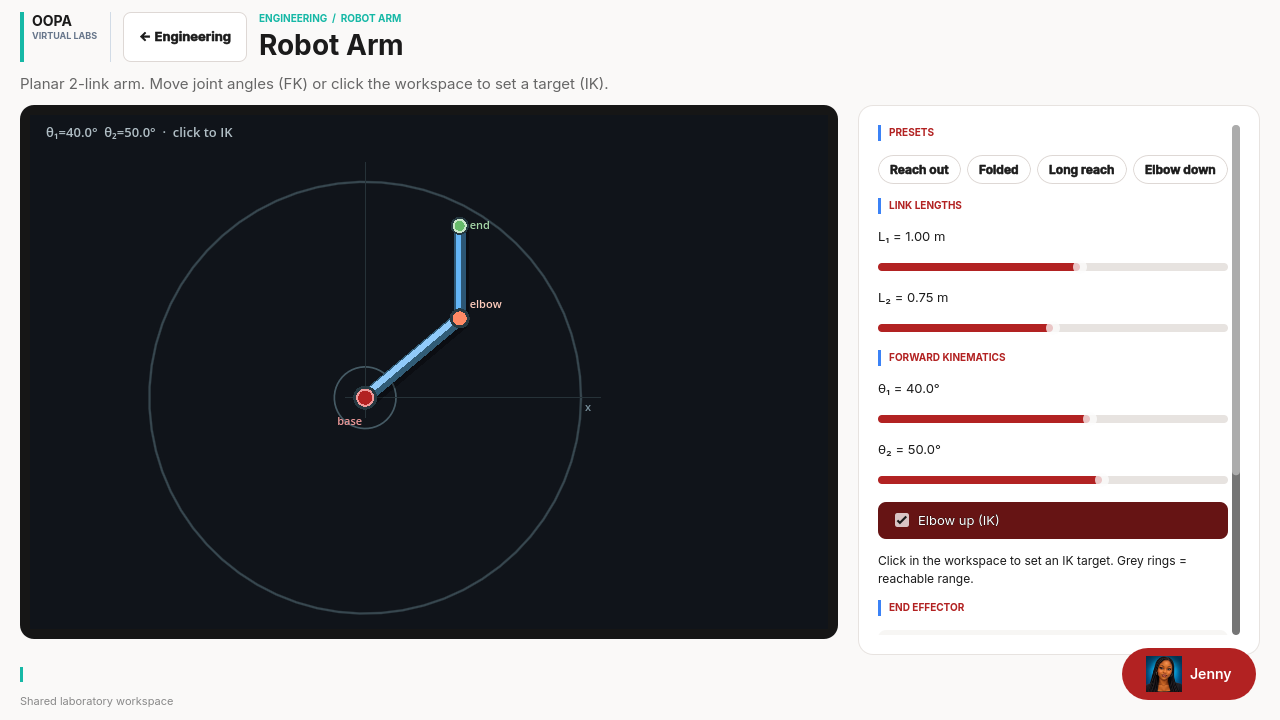 OOPA
VIRTUAL LABS
← Engineering
ENGINEERING / ROBOT ARM
Robot Arm
Planar 2-link arm. Move joint angles (FK) or click the workspace to set a target (IK).
θ₁=40.0° θ₂=50.0° · click to IK
end
elbow
x
base
PRESETS
Reach out
Folded
Long reach
Elbow down
LINK LENGTHS
L₁ = 1.00 m
L₂ = 0.75 m
FORWARD KINEMATICS
θ₁ = 40.0°
θ₂ = 50.0°
Elbow up (IK)
Click in the workspace to set an IK target. Grey rings =
reachable range.
END EFFECTOR
Jenny
Shared laboratory workspace